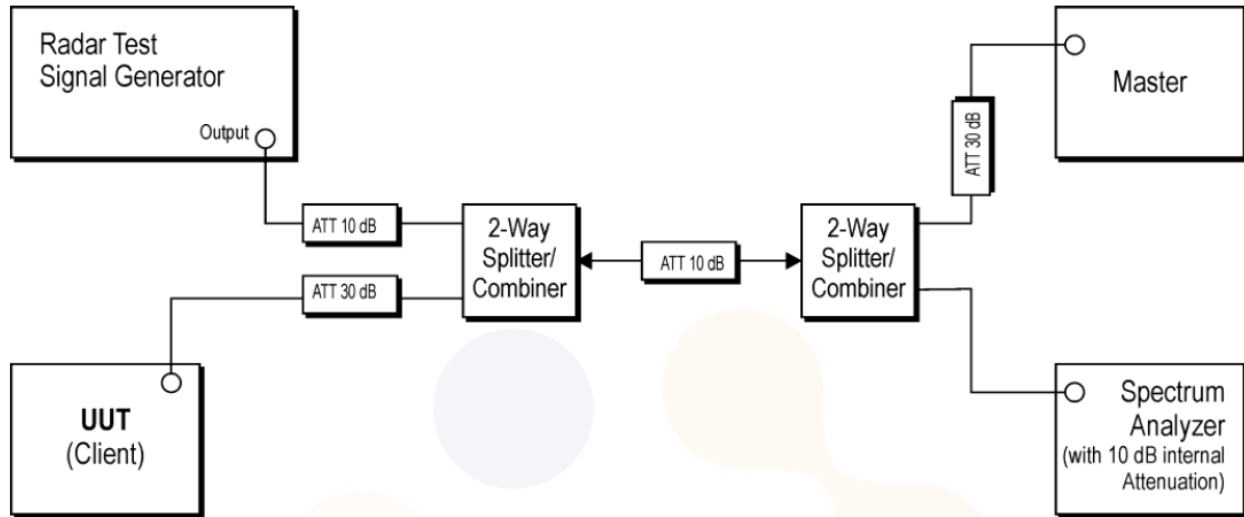 Radar Test
Signal Generator
Output
ATT 10 dB
ATT 30 dB
2-Way
Splitter/
Combiner
ATT 10 dB
2-Way
Splitter/
Combiner
ATT 30 dB
Master
UUT
(Client)
Spectrum
Analyzer
(with 10 dB internal
Attenuation)